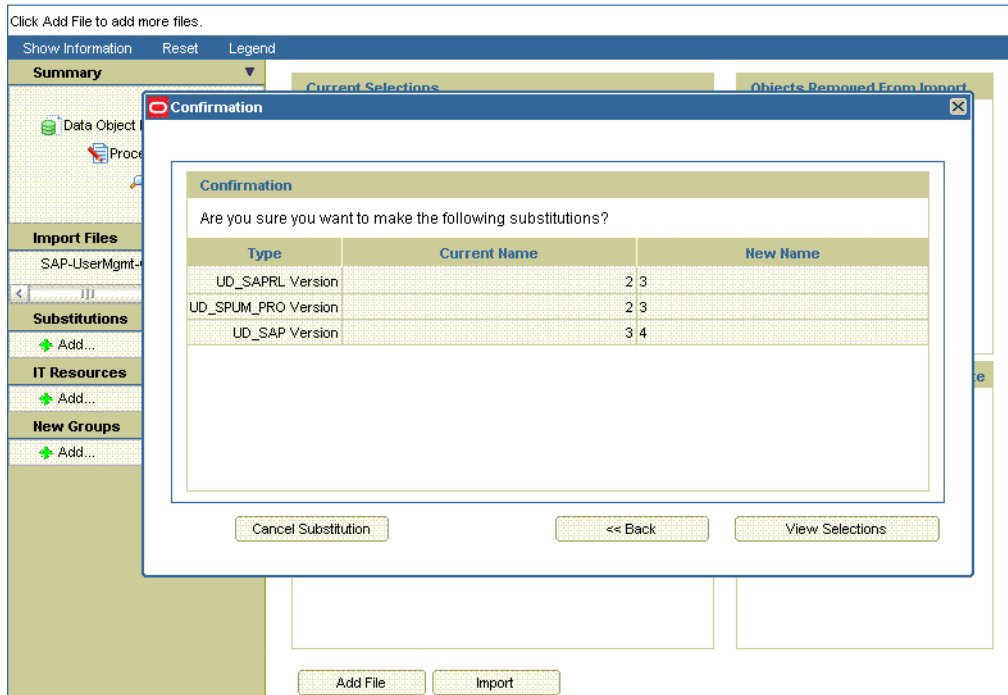 Click Add File to add more files.
Show Information Reset Legend
Summary
Current Selections
Objects Removed From Import
Confirmation
Data Object
Proce
Confirmation
Are you sure you want to make the following substitutions?
Type Current Name New Name
UD_SAPRL Version 2 3
UD_SPUM_PRO Version 2 3
UD_SAP Version 3 4
Import Files
SAP-UserMgmt-
Substitutions
Add...
IT Resources
Add...
New Groups
Add...
Cancel Substitution << Back View Selections
Add File Import